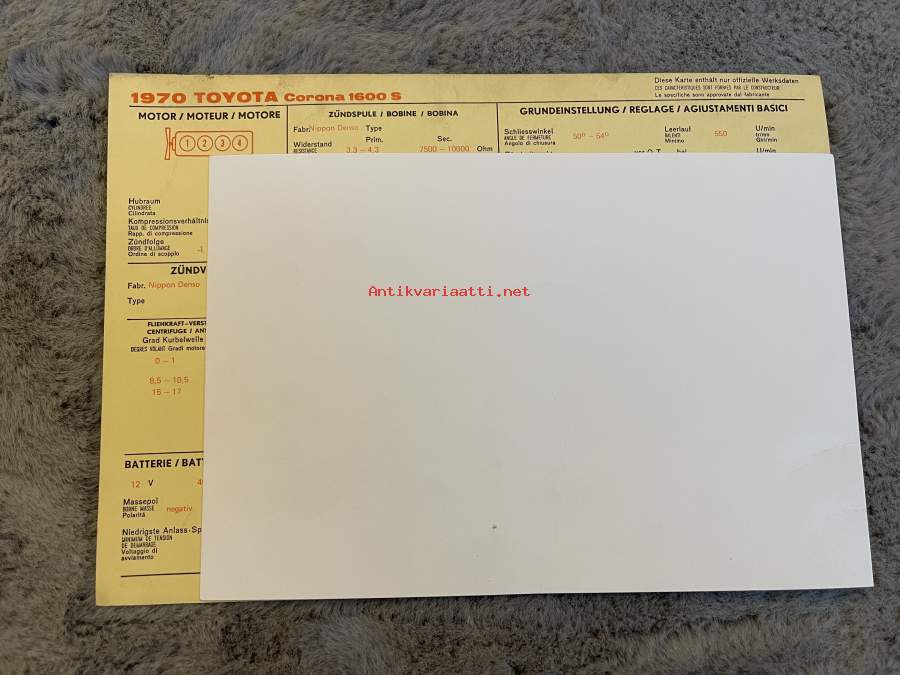 Diese Karte enthält nur offizielle Werksdaten
CES CARACTERISTIQUES SONT FORMÉS PAR LE CONSTRUCTEUR
Le specifiche sono approvate dal fabricante
1970 TOYOTA Corona 1600 S
MOTOR / MOTEUR / MOTORE
1 2 3 4
Hubraum
CYLINDREE
Cilindrata
Kompressionsverhältnis
TAUX DE COMPRESSION
Rapp. di compressione
Zündfolge
ORDRE D'ALLUMAGE
Ordine di scoppio
ZÜNDSPULE / BOBINE / BOBINA
Fabr. Nippon Denso Type
Prim. Sec.
Widerstand 3,3 – 4,3 7500 – 10000 Ohm
RESISTANCE
GRUNDEINSTELLUNG / REGLAGE / AGIUSTAMENTI BASICI
Schliesswinkel 50° – 54° Leerlauf 550 U/min
ANGLE DE FERMETURE RALENTI
Angolo di chiusura Minimo Giri/min
U/min
ZÜNDV
Fabr. Nippon Denso
Type
FLIEHKRAFT-VERST
CENTRIFUGE / AN
Grad Kurbelwelle
DEGRES VOLANT Gradi motore
0 – 1
8,5 – 10,5
15 – 17
BATTERIE / BATT
12 V
Massepol
BORNE MASSE negativ
Polarità
Niedrigste Anlass-Sp
MINIMUM DE TENSION
DE DEMARRAGE
Voltaggio di
avviamento
Antikvariaatti.net